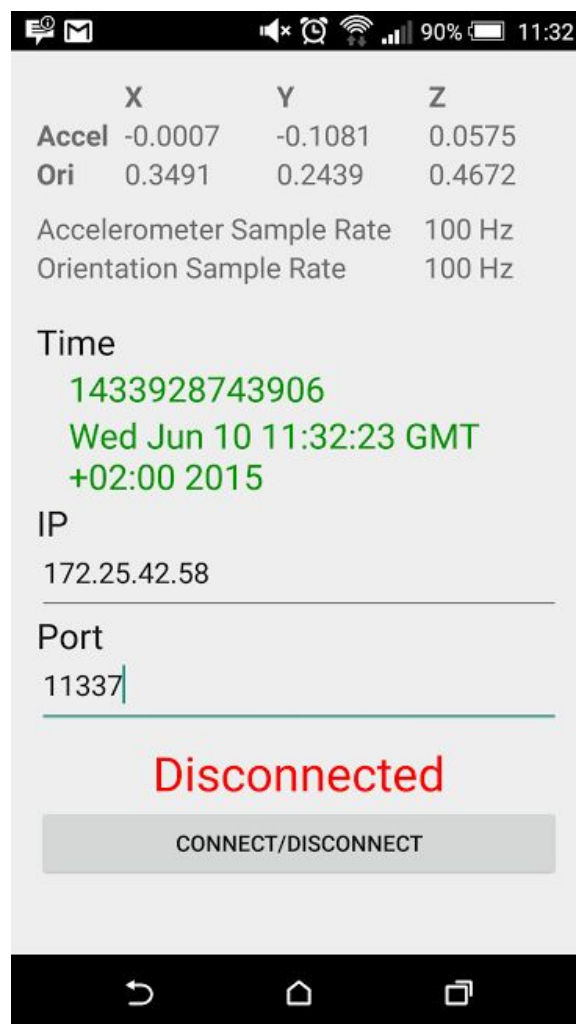 90% 11:32
X Y Z
Accel -0.0007 -0.1081 0.0575
Ori 0.3491 0.2439 0.4672
Accelerometer Sample Rate 100 Hz
Orientation Sample Rate 100 Hz
Time
1433928743906
Wed Jun 10 11:32:23 GMT
+02:00 2015
IP
172.25.42.58
Port
11337
Disconnected
CONNECT/DISCONNECT